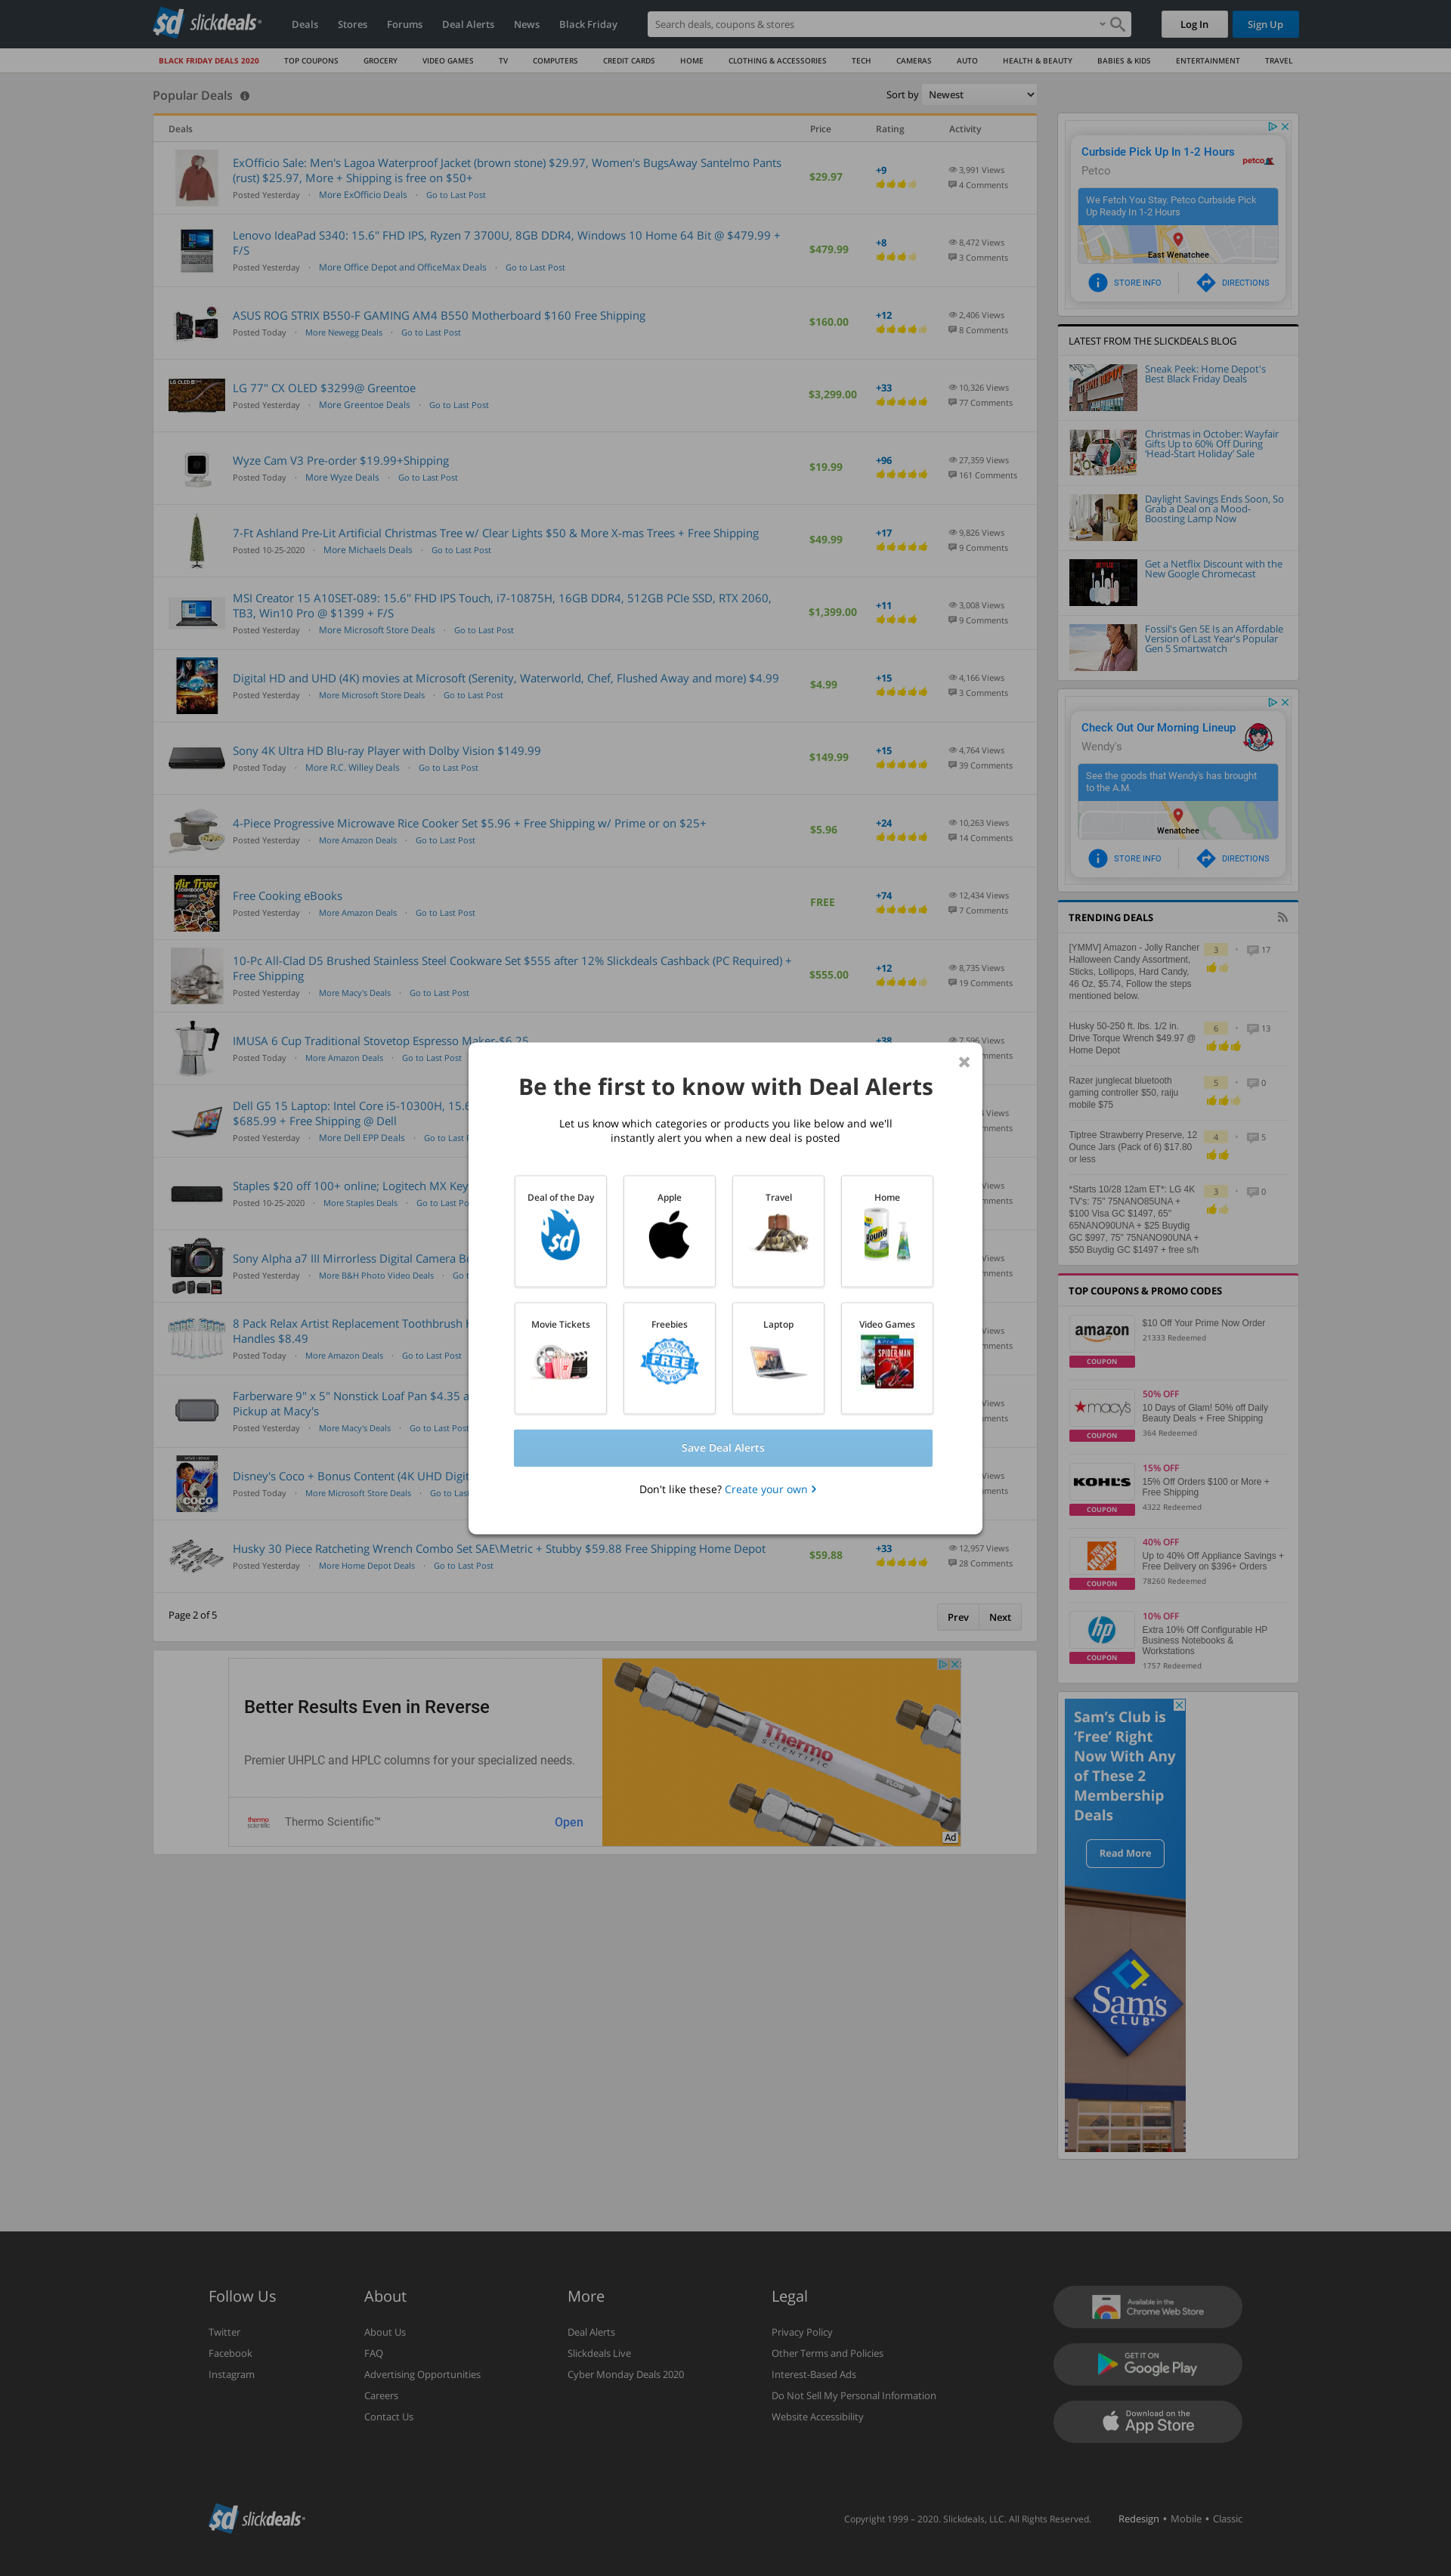 slickdeals
Deals Stores Forums Deal Alerts News Black Friday
Search deals, coupons & stores
Log In
Sign Up
BLACK FRIDAY DEALS 2020 TOP COUPONS GROCERY VIDEO GAMES TV COMPUTERS CREDIT CARDS HOME CLOTHING & ACCESSORIES TECH CAMERAS AUTO HEALTH & BEAUTY BABIES & KIDS ENTERTAINMENT TRAVEL
Popular Deals
Sort by Newest
Deals Price Rating Activity
ExOfficio Sale: Men's Lagoa Waterproof Jacket (brown stone) $29.97, Women's BugsAway Santelmo Pants
(rust) $25.97, More + Shipping is free on $50+
Posted Yesterday · More ExOfficio Deals · Go to Last Post
$29.97
+9
3,991 Views
4 Comments
Lenovo IdeaPad S340: 15.6" FHD IPS, Ryzen 7 3700U, 8GB DDR4, Windows 10 Home 64 Bit @ $479.99 +
F/S
Posted Yesterday · More Office Depot and OfficeMax Deals · Go to Last Post
$479.99
+8
8,472 Views
3 Comments
ASUS ROG STRIX B550-F GAMING AM4 B550 Motherboard $160 Free Shipping
Posted Today · More Newegg Deals · Go to Last Post
$160.00
+12
2,406 Views
8 Comments
LG OLED
LG 77" CX OLED $3299@ Greentoe
Posted Yesterday · More Greentoe Deals · Go to Last Post
$3,299.00
+33
10,326 Views
77 Comments
Wyze Cam V3 Pre-order $19.99+Shipping
Posted Today · More Wyze Deals · Go to Last Post
$19.99
+96
27,359 Views
161 Comments
7-Ft Ashland Pre-Lit Artificial Christmas Tree w/ Clear Lights $50 & More X-mas Trees + Free Shipping
Posted 10-25-2020 · More Michaels Deals · Go to Last Post
$49.99
+17
9,826 Views
9 Comments
MSI Creator 15 A10SET-089: 15.6" FHD IPS Touch, i7-10875H, 16GB DDR4, 512GB PCIe SSD, RTX 2060,
TB3, Win10 Pro @ $1399 + F/S
Posted Yesterday · More Microsoft Store Deals · Go to Last Post
$1,399.00
+11
3,008 Views
9 Comments
Digital HD and UHD (4K) movies at Microsoft (Serenity, Waterworld, Chef, Flushed Away and more) $4.99
Posted Yesterday · More Microsoft Store Deals · Go to Last Post
$4.99
+15
4,166 Views
3 Comments
Sony 4K Ultra HD Blu-ray Player with Dolby Vision $149.99
Posted Today · More R.C. Willey Deals · Go to Last Post
$149.99
+15
4,764 Views
39 Comments
4-Piece Progressive Microwave Rice Cooker Set $5.96 + Free Shipping w/ Prime or on $25+
Posted Yesterday · More Amazon Deals · Go to Last Post
$5.96
+24
10,263 Views
14 Comments
Air Fryer
COOKBOOK
Free Cooking eBooks
Posted Yesterday · More Amazon Deals · Go to Last Post
FREE
+74
12,434 Views
7 Comments
10-Pc All-Clad D5 Brushed Stainless Steel Cookware Set $555 after 12% Slickdeals Cashback (PC Required) +
Free Shipping
Posted Yesterday · More Macy's Deals · Go to Last Post
$555.00
+12
8,735 Views
19 Comments
IMUSA 6 Cup Traditional Stovetop Espresso Maker-$6.25
Posted Today · More Amazon Deals · Go to Last Post
+38
7,596 Views
Dell G5 15 Laptop: Intel Core i5-10300H, 15.6
$685.99 + Free Shipping @ Dell
Posted Yesterday · More Dell EPP Deals · Go to Last
Staples $20 off 100+ online; Logitech MX Key
Posted 10-25-2020 · More Staples Deals · Go to Last
Sony Alpha a7 III Mirrorless Digital Camera
Posted Yesterday · More B&H Photo Video Deals · Go
8 Pack Relax Artist Replacement Toothbrush
Handles $8.49
Posted Today · More Amazon Deals · Go to Last Post
Farberware 9" x 5" Nonstick Loaf Pan $4.35
Pickup at Macy's
Posted Yesterday · More Macy's Deals · Go to Last Post
COCO
Disney's Coco + Bonus Content (4K UHD
Posted Today · More Microsoft Store Deals · Go to Last
Husky 30 Piece Ratcheting Wrench Combo Set SAE\Metric + Stubby $59.88 Free Shipping Home Depot
Posted Yesterday · More Home Depot Deals · Go to Last Post
$59.88
+33
12,957 Views
28 Comments
Page 2 of 5
Prev Next
Be the first to know with Deal Alerts
Let us know which categories or products you like below and we'll
instantly alert you when a new deal is posted
Deal of the Day
Apple
Travel
Home
Bounty
Movie Tickets
Freebies
FREE
Laptop
Video Games
SPIDER-MAN
Save Deal Alerts
Don't like these? Create your own
Better Results Even in Reverse
Premier UHPLC and HPLC columns for your specialized needs.
thermo scientific
Thermo Scientific™
Open
Thermo
SCIENTIFIC
FLOW
Ad
Curbside Pick Up In 1-2 Hours
Petco
petco
We Fetch You Stay. Petco Curbside Pick
Up Ready In 1-2 Hours
East Wenatchee
STORE INFO DIRECTIONS
LATEST FROM THE SLICKDEALS BLOG
Sneak Peek: Home Depot's
Best Black Friday Deals
Christmas in October: Wayfair
Gifts Up to 60% Off During
'Head-Start Holiday' Sale
Daylight Savings Ends Soon, So
Grab a Deal on a Mood-
Boosting Lamp Now
NETFLIX
Get a Netflix Discount with the
New Google Chromecast
Fossil's Gen 5E Is an Affordable
Version of Last Year's Popular
Gen 5 Smartwatch
Check Out Our Morning Lineup
Wendy's
See the goods that Wendy's has brought
to the A.M.
Wenatchee
STORE INFO DIRECTIONS
TRENDING DEALS
[YMMV] Amazon - Jolly Rancher
Halloween Candy Assortment,
Sticks, Lollipops, Hard Candy,
46 Oz, $5.74, Follow the steps
mentioned below.
3 • 17
Husky 50-250 ft. lbs. 1/2 in.
Drive Torque Wrench $49.97 @
Home Depot
6 • 13
Razer junglecat bluetooth
gaming controller $50, raiju
mobile $75
5 • 0
Tiptree Strawberry Preserve, 12
Ounce Jars (Pack of 6) $17.80
or less
4 • 5
*Starts 10/28 12am ET*: LG 4K
TV's: 75" 75NANO85UNA +
$100 Visa GC $1497, 65"
65NANO90UNA + $25 Buydig
GC $997, 75" 75NANO90UNA +
$50 Buydig GC $1497 + free s/h
3 • 0
TOP COUPONS & PROMO CODES
amazon
COUPON
$10 Off Your Prime Now Order
21333 Redeemed
macy's
COUPON
50% OFF
10 Days of Glam! 50% off Daily
Beauty Deals + Free Shipping
364 Redeemed
KOHL'S
COUPON
15% OFF
15% Off Orders $100 or More +
Free Shipping
4322 Redeemed
COUPON
40% OFF
Up to 40% Off Appliance Savings +
Free Delivery on $396+ Orders
78260 Redeemed
hp
COUPON
10% OFF
Extra 10% Off Configurable HP
Business Notebooks &
Workstations
1757 Redeemed
Sam's Club is
'Free' Right
Now With Any
of These 2
Membership
Deals
Read More
Sam's
CLUB
Follow Us
Twitter
Facebook
Instagram
About
About Us
FAQ
Advertising Opportunities
Careers
Contact Us
More
Deal Alerts
Slickdeals Live
Cyber Monday Deals 2020
Legal
Privacy Policy
Other Terms and Policies
Interest-Based Ads
Do Not Sell My Personal Information
Website Accessibility
Available in the
Chrome Web Store
GET IT ON
Google Play
Download on the
App Store
slickdeals
Copyright 1999 – 2020. Slickdeals, LLC. All Rights Reserved.
Redesign • Mobile • Classic